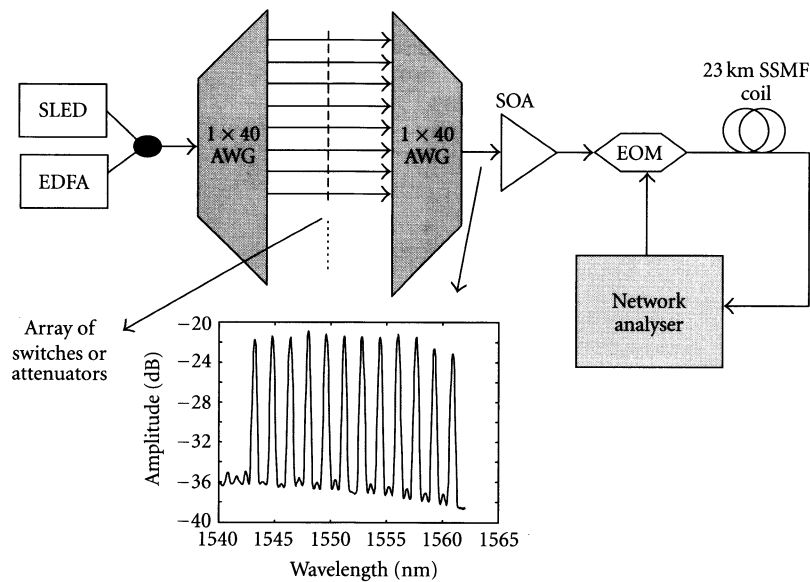 SLED
EDFA
1 × 40
AWG
1 × 40
AWG
SOA
EOM
23 km SSMF
coil
Network
analyser
Array of
switches or
attenuators
Amplitude (dB)
−20
−24
−28
−32
−36
−40
1540
1545
1550
1555
1560
1565
Wavelength (nm)